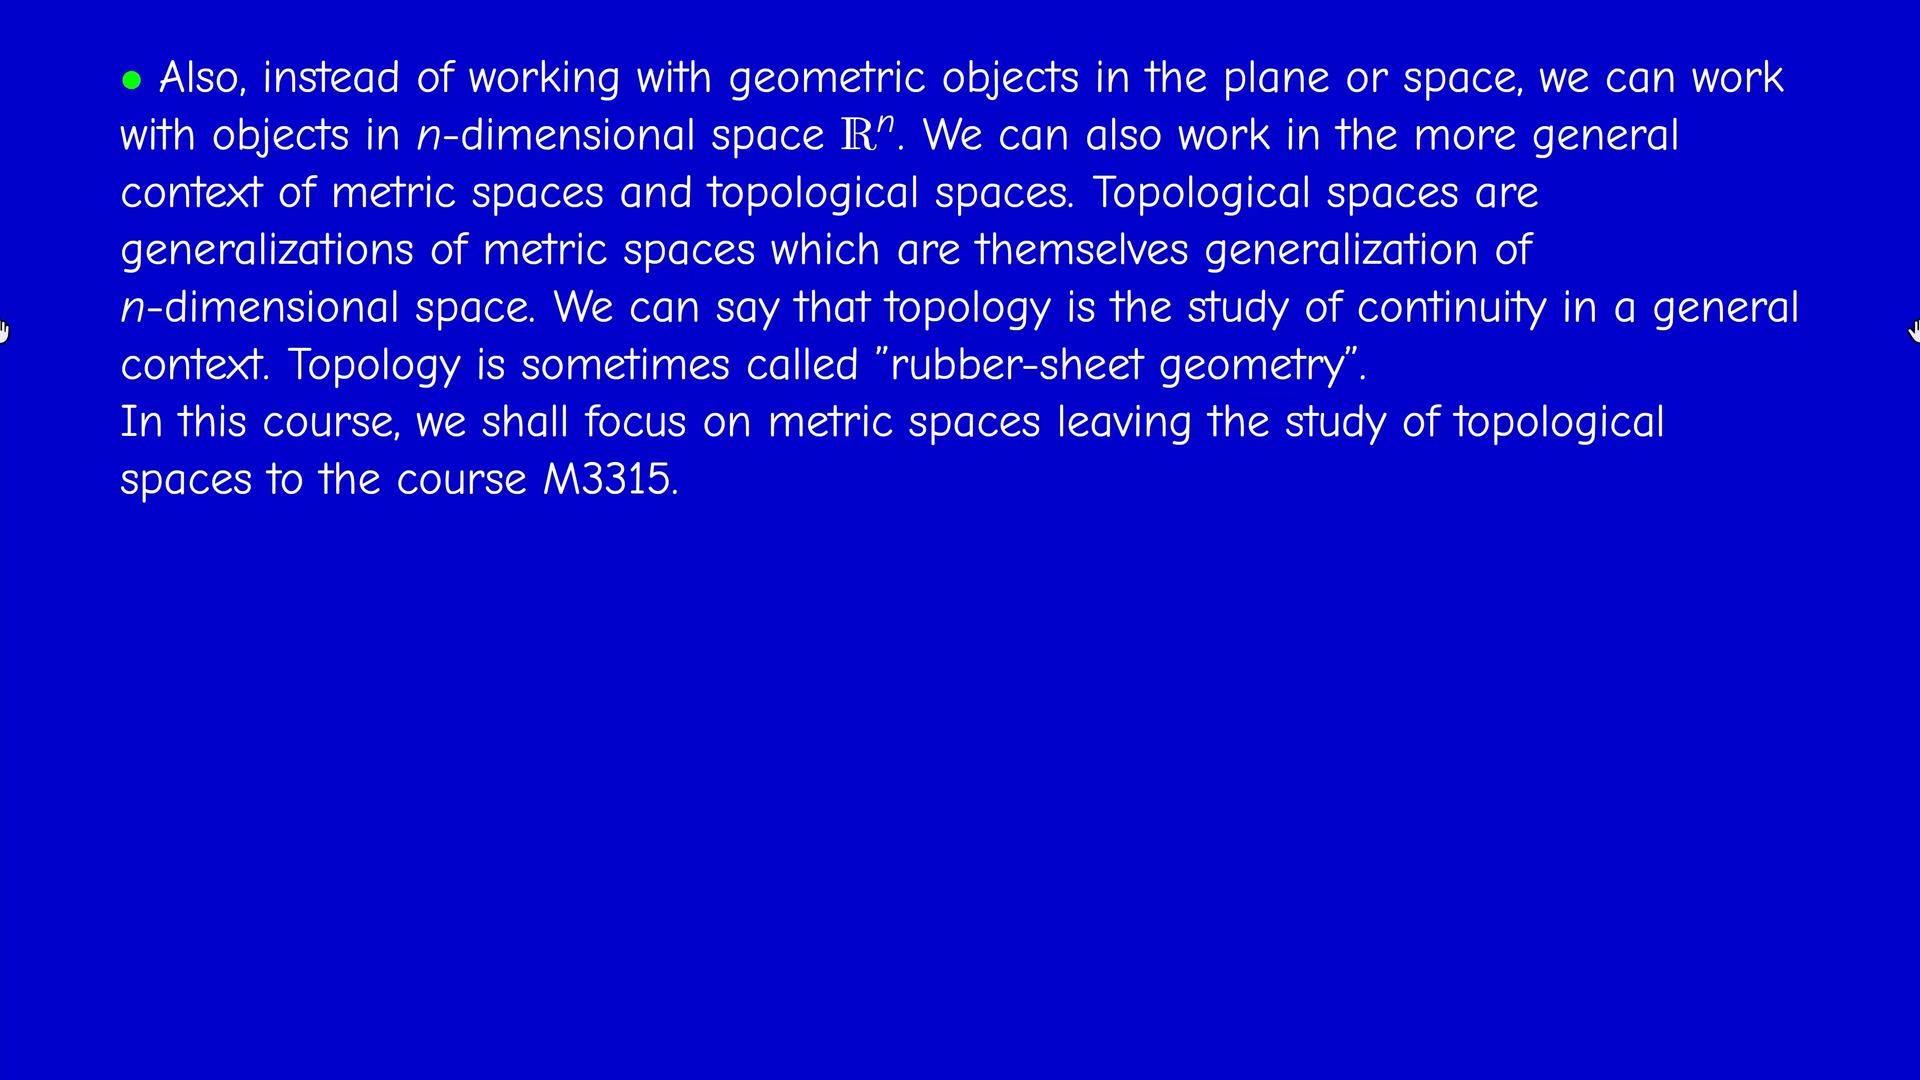 • Also, instead of working with geometric objects in the plane or space, we can work
with objects in n-dimensional space ℝⁿ. We can also work in the more general
context of metric spaces and topological spaces. Topological spaces are
generalizations of metric spaces which are themselves generalization of
n-dimensional space. We can say that topology is the study of continuity in a general
context. Topology is sometimes called ”rubber-sheet geometry”.
In this course, we shall focus on metric spaces leaving the study of topological
spaces to the course M3315.